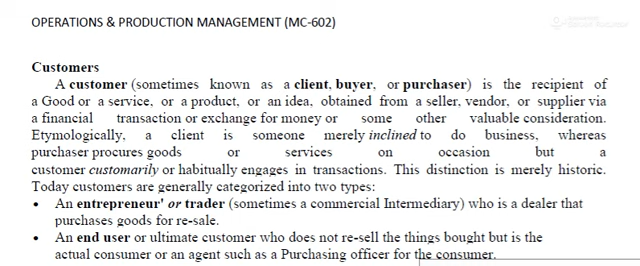 OPERATIONS & PRODUCTION MANAGEMENT (MC-602)
Customers
A customer (sometimes known as a client, buyer, or purchaser) is the recipient of
a Good or a service, or a product, or an idea, obtained from a seller, vendor, or supplier via
a financial transaction or exchange for money or some other valuable consideration.
Etymologically, a client is someone merely inclined to do business, whereas
purchaser procures goods or services on occasion but a
customer customarily or habitually engages in transactions. This distinction is merely historic.
Today customers are generally categorized into two types:
• An entrepreneur' or trader (sometimes a commercial Intermediary) who is a dealer that
purchases goods for re-sale.
• An end user or ultimate customer who does not re-sell the things bought but is the
actual consumer or an agent such as a Purchasing officer for the consumer.